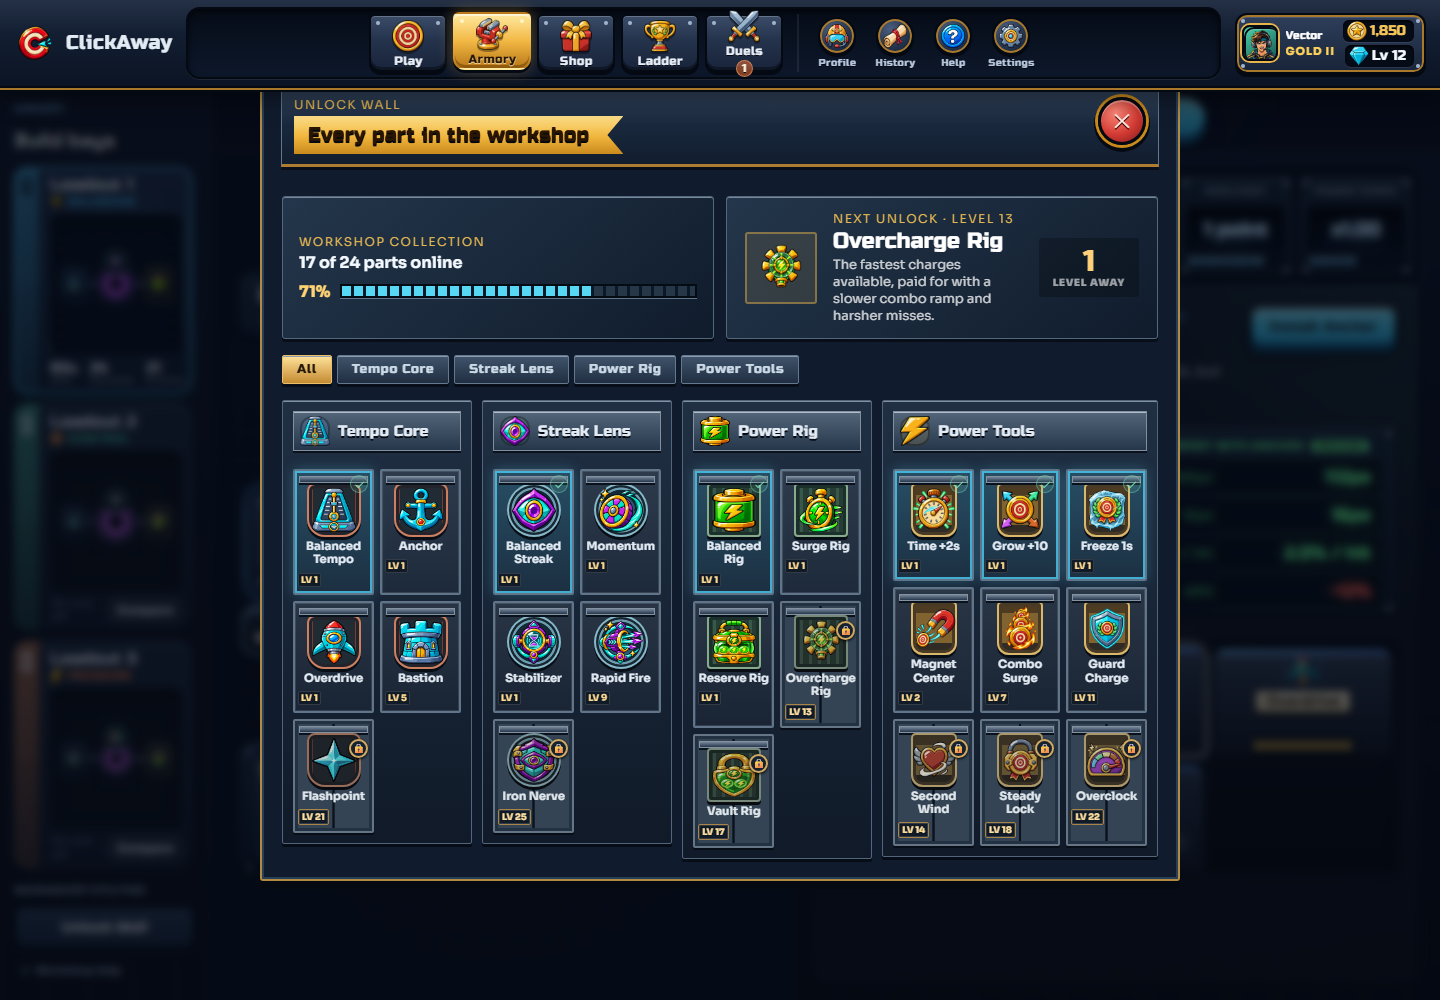 ClickAway
Play
Armory
Shop
Ladder
Duels
1
Profile
History
Help
Settings
Vector
GOLD II
1,850
Lv 12
UNLOCK WALL
Every part in the workshop
WORKSHOP COLLECTION
17 of 24 parts online
71%
NEXT UNLOCK · LEVEL 13
Overcharge Rig
The fastest charges
available, paid for with a
slower combo ramp and
harsher misses.
1
LEVEL AWAY
All
Tempo Core
Streak Lens
Power Rig
Power Tools
Tempo Core
Balanced
Tempo
LV 1
Anchor
LV 1
Overdrive
LV 1
Bastion
LV 5
Flashpoint
LV 21
Streak Lens
Balanced
Streak
LV 1
Momentum
LV 1
Stabilizer
LV 1
Rapid Fire
LV 9
Iron Nerve
LV 25
Power Rig
Balanced
Rig
LV 1
Surge Rig
LV 1
Reserve Rig
LV 1
Overcharge
Rig
LV 13
Vault Rig
LV 17
Power Tools
Time +2s
LV 1
Grow +10
LV 1
Freeze 1s
LV 1
Magnet
Center
LV 2
Combo
Surge
LV 7
Guard
Charge
LV 11
Second
Wind
LV 14
Steady
Lock
LV 18
Overclock
LV 22